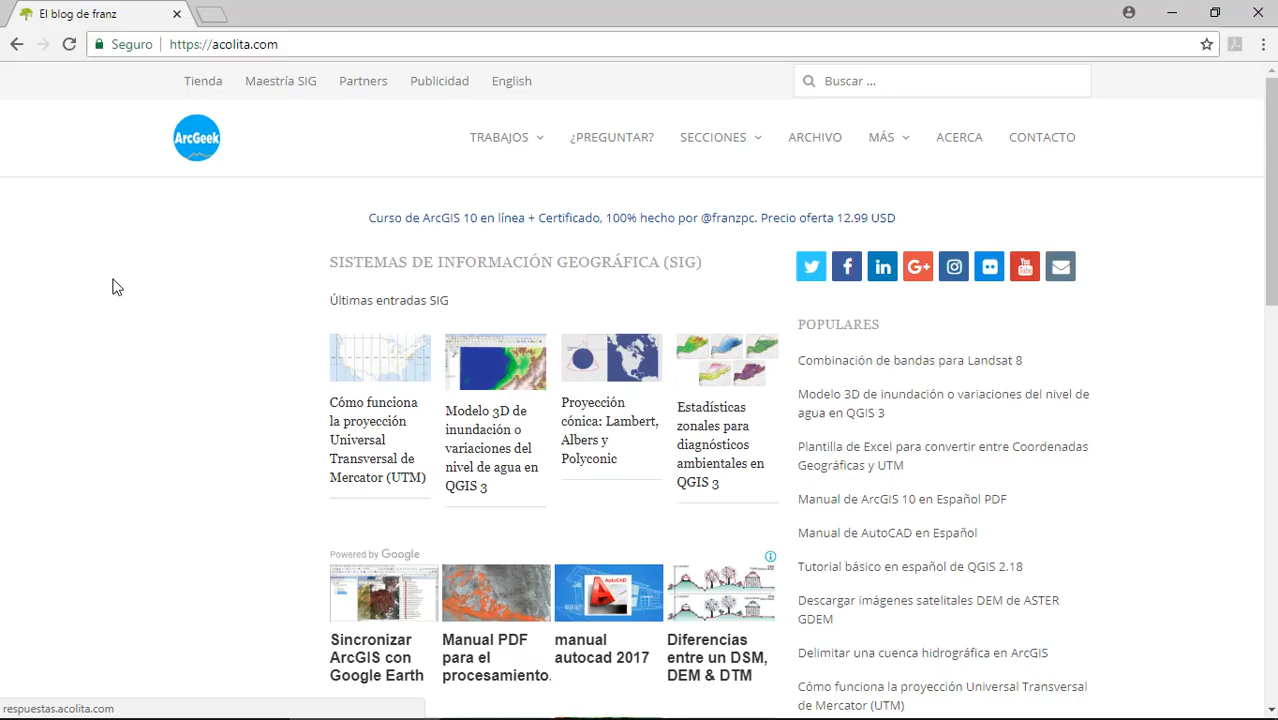 El blog de franz
Seguro
https://acolita.com
Tienda
Maestría SIG
Partners
Publicidad
English
Buscar ...
ArcGeek
TRABAJOS
¿PREGUNTAR?
SECCIONES
ARCHIVO
MÁS
ACERCA
CONTACTO
Curso de ArcGIS 10 en línea + Certificado, 100% hecho por @franzpc. Precio oferta 12.99 USD
SISTEMAS DE INFORMACIÓN GEOGRÁFICA (SIG)
Últimas entradas SIG
Cómo funciona
la proyección
Universal
Transversal de
Mercator (UTM)
Modelo 3D de
inundación o
variaciones del
nivel de agua en
QGIS 3
Proyección
cónica: Lambert,
Albers y
Polyconic
Estadísticas
zonales para
diagnósticos
ambientales en
QGIS 3
Powered by Google
AUTOCAD
Sincronizar
ArcGIS con
Google Earth
Manual PDF
para el
procesamiento.
manual
autocad 2017
Diferencias
entre un DSM,
DEM & DTM
You
Tube
POPULARES
Combinación de bandas para Landsat 8
Modelo 3D de inundación o variaciones del nivel de
agua en QGIS 3
Plantilla de Excel para convertir entre Coordenadas
Geográficas y UTM
Manual de ArcGIS 10 en Español PDF
Manual de AutoCAD en Español
Tutorial básico en español de QGIS 2.18
Descargar imágenes satelitales DEM de ASTER
GDEM
Delimitar una cuenca hidrográfica en ArcGIS
Cómo funciona la proyección Universal Transversal
de Mercator (UTM)
respuestas.acolita.com